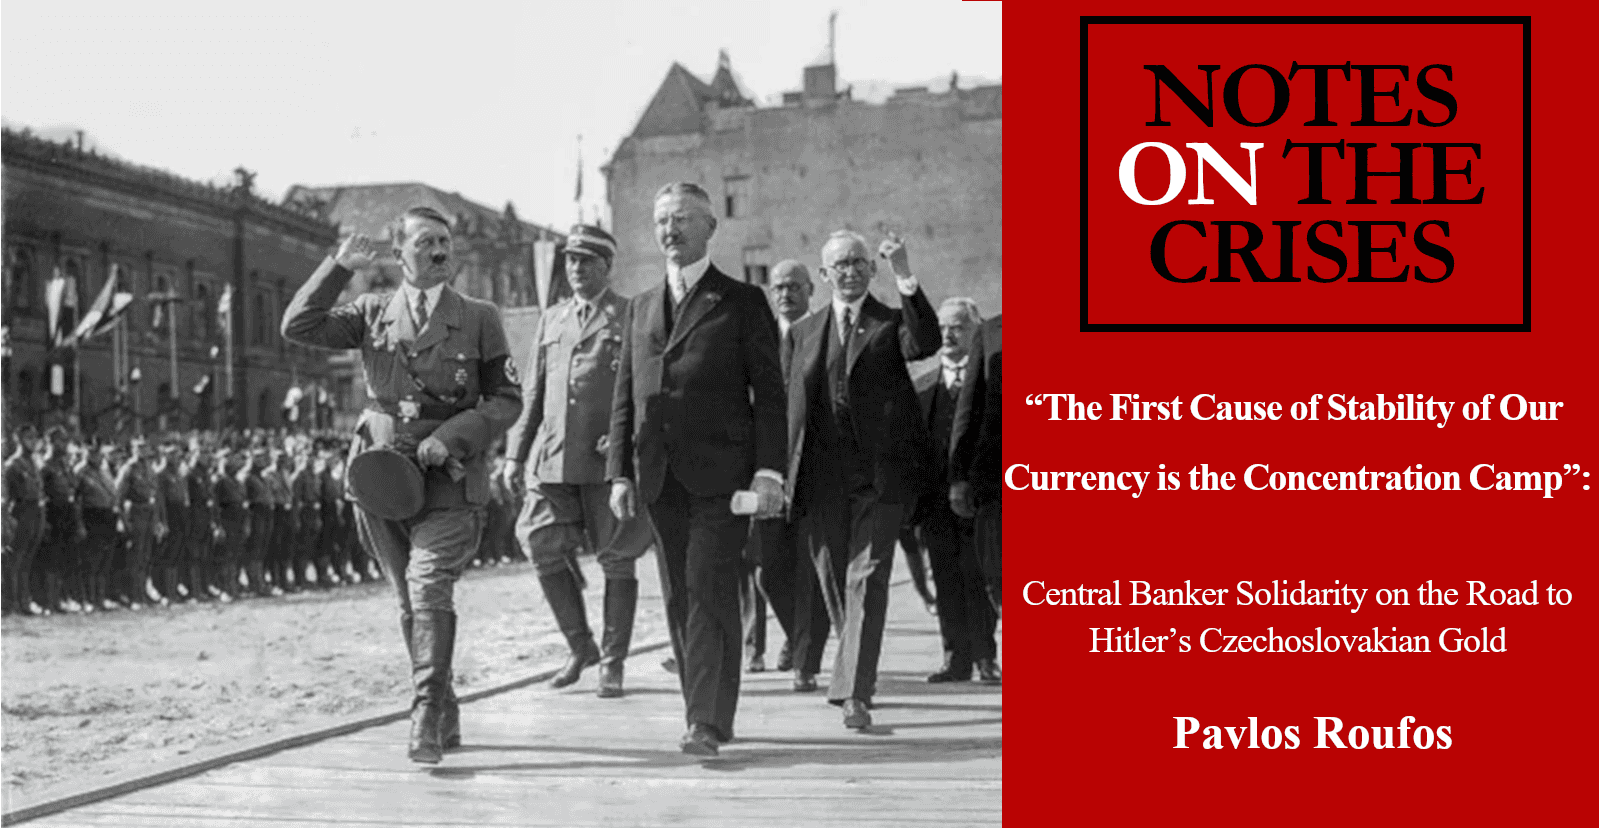 NOTES
ON THE
CRISES
“The First Cause of Stability of Our
Currency is the Concentration Camp”:
Central Banker Solidarity on the Road to
Hitler’s Czechoslovakian Gold
Pavlos Roufos